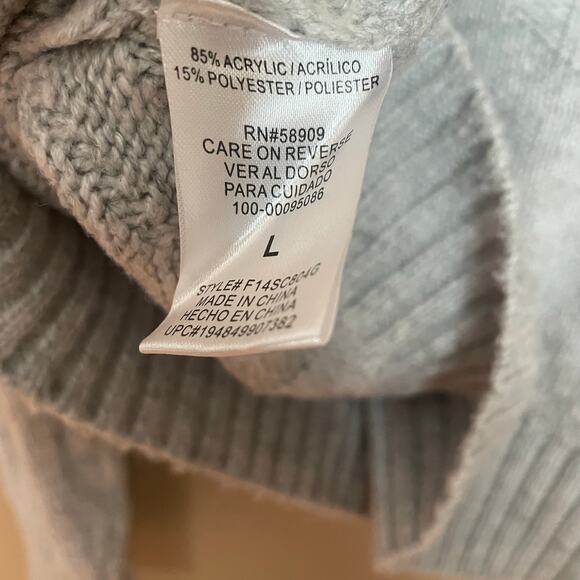 85% ACRYLIC / ACRÍLICO
15% POLYESTER / POLIESTER
RN#58909
CARE ON REVERSE
VER AL DORSO
PARA CUIDADO
100-00095086
L
STYLE# F14SC804G
MADE IN CHINA
HECHO EN CHINA
UPC#194849907382